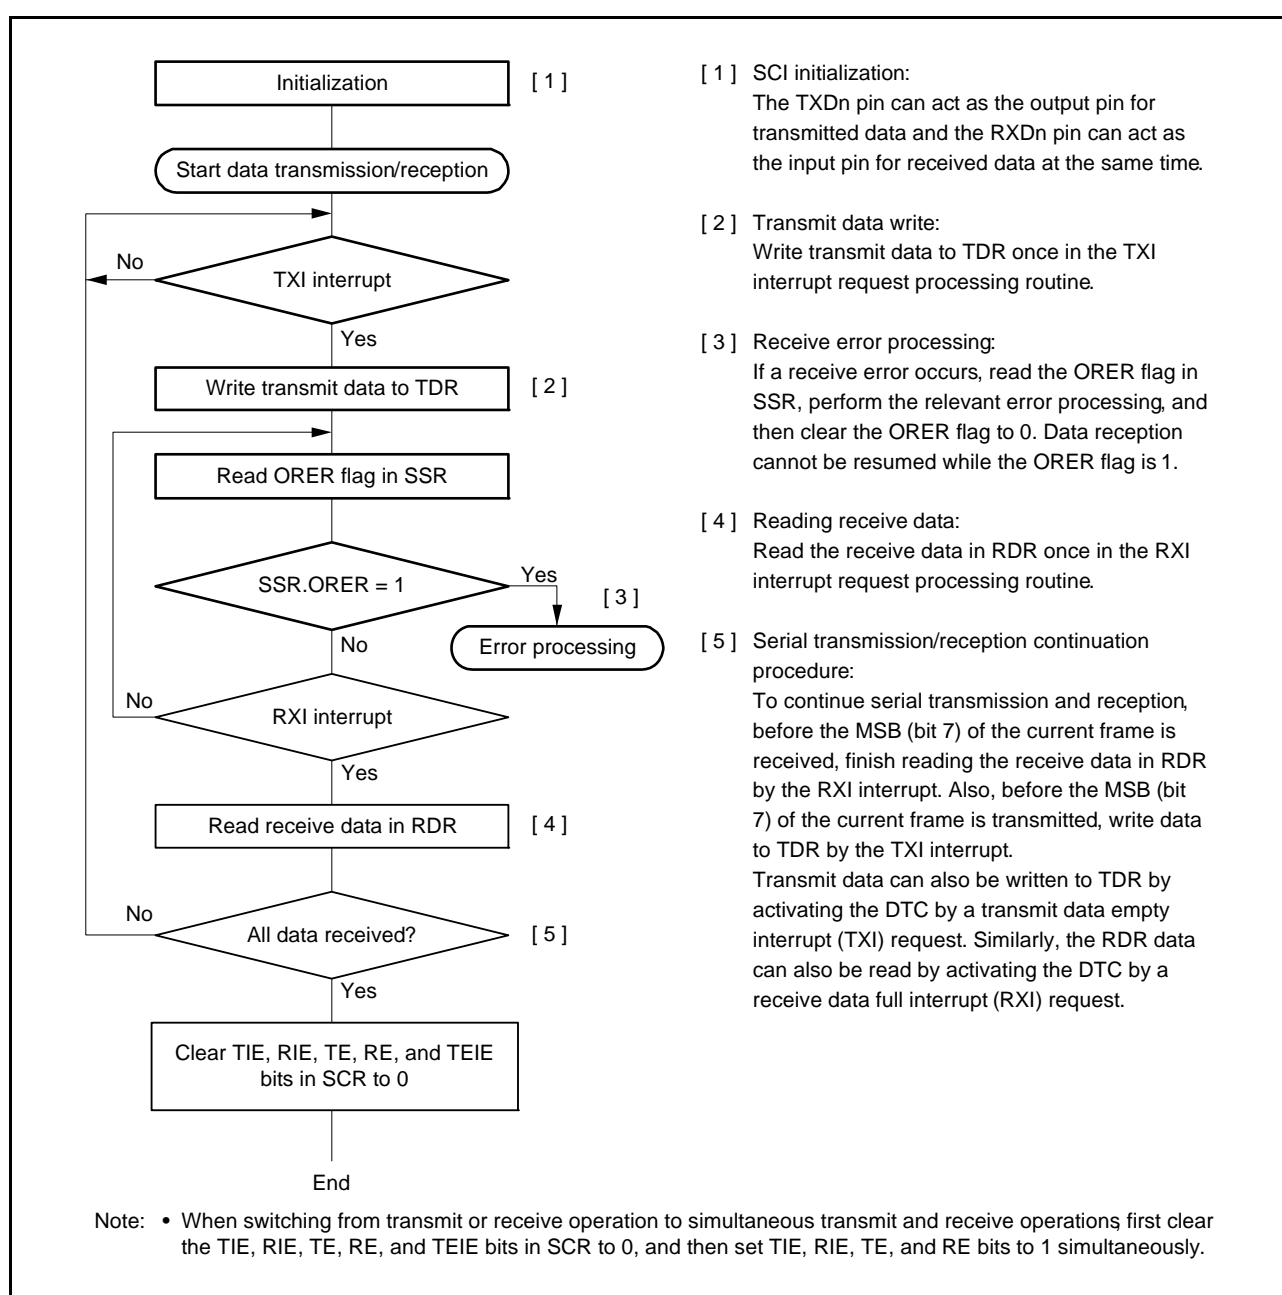 Initialization
[ 1 ]
Start data transmission/reception
No
TXI interrupt
Yes
Write transmit data to TDR
[ 2 ]
Read ORER flag in SSR
SSR.ORER = 1
Yes
[ 3 ]
Error processing
No
No
RXI interrupt
Yes
Read receive data in RDR
[ 4 ]
No
All data received?
[ 5 ]
Yes
Clear TIE, RIE, TE, RE, and TEIE
bits in SCR to 0
End
[ 1 ] SCI initialization:
The TXDn pin can act as the output pin for
transmitted data and the RXDn pin can act as
the input pin for received data at the same time.
[ 2 ] Transmit data write:
Write transmit data to TDR once in the TXI
interrupt request processing routine.
[ 3 ] Receive error processing:
If a receive error occurs, read the ORER flag in
SSR, perform the relevant error processing, and
then clear the ORER flag to 0. Data reception
cannot be resumed while the ORER flag is 1.
[ 4 ] Reading receive data:
Read the receive data in RDR once in the RXI
interrupt request processing routine.
[ 5 ] Serial transmission/reception continuation
procedure:
To continue serial transmission and reception,
before the MSB (bit 7) of the current frame is
received, finish reading the receive data in RDR
by the RXI interrupt. Also, before the MSB (bit
7) of the current frame is transmitted, write data
to TDR by the TXI interrupt.
Transmit data can also be written to TDR by
activating the DTC by a transmit data empty
interrupt (TXI) request. Similarly, the RDR data
can also be read by activating the DTC by a
receive data full interrupt (RXI) request.
Note: • When switching from transmit or receive operation to simultaneous transmit and receive operations, first clear
the TIE, RIE, TE, RE, and TEIE bits in SCR to 0, and then set TIE, RIE, TE, and RE bits to 1 simultaneously.